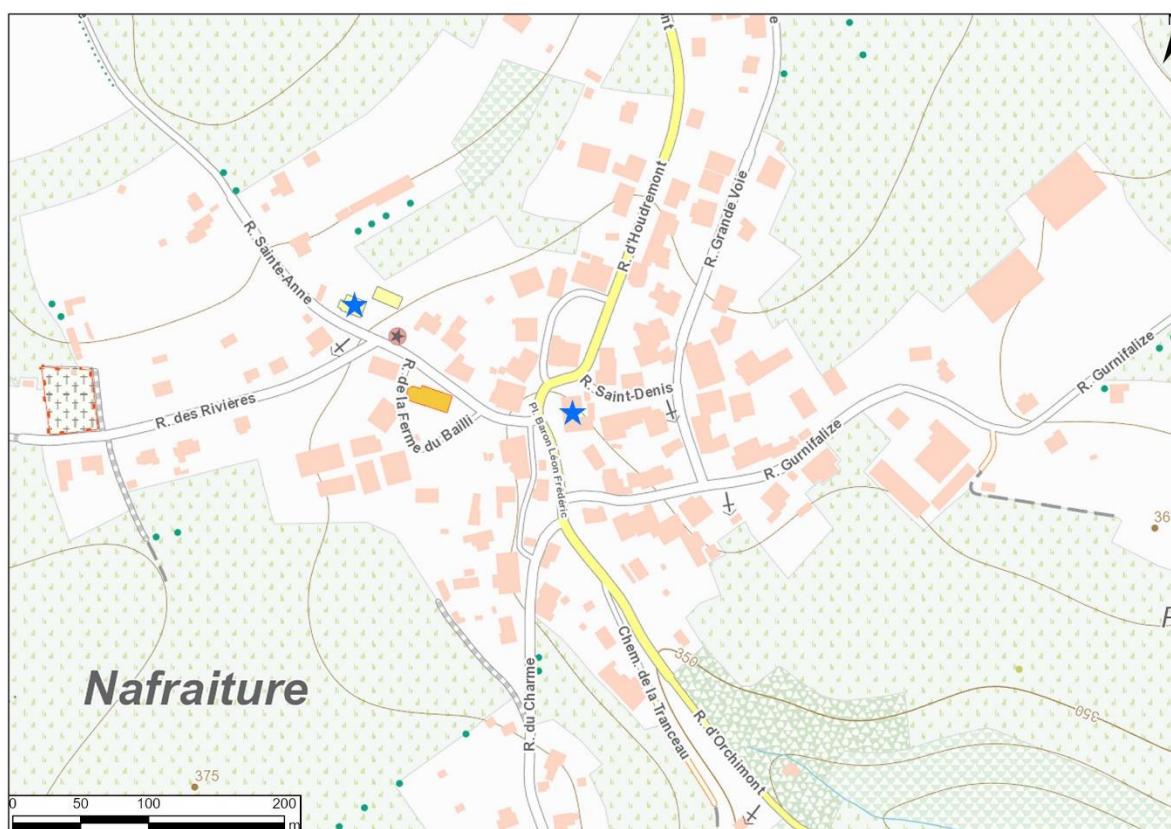 R. Sainte-Anne
R. d'Houdremont
R. Grande Voie
R. Gurnifalize
R. Saint-Denis
R. des Rivières
R. de la Ferme du Bailli
Pl. Baron Léon Frédéric
R. Gurnifalize
Nafraiture
R. du Charme
Chem. de la Tranceau
R. d'Orchimont
350
350
375
0 50 100 200
m